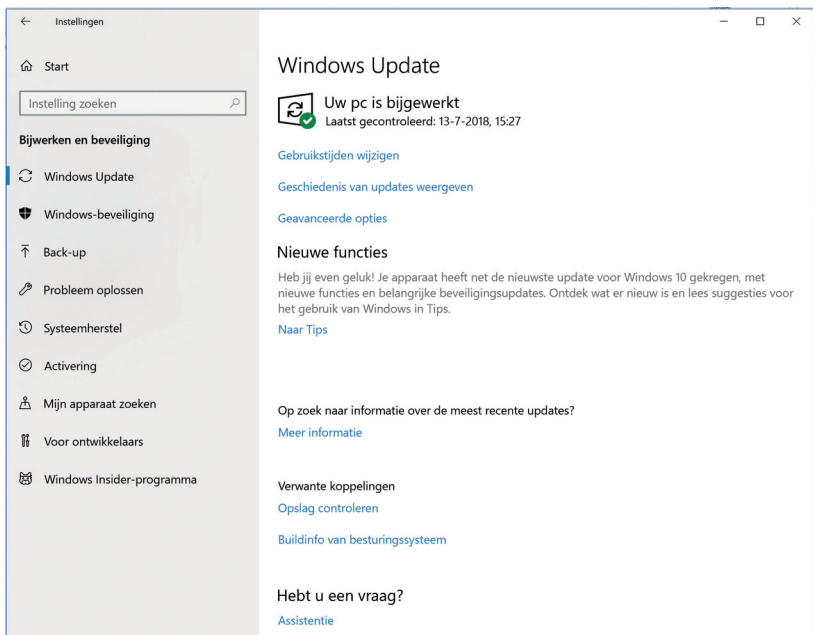 Instellingen
Start
Instelling zoeken
Bijwerken en beveiliging
Windows Update
Windows-beveiliging
Back-up
Probleem oplossen
Systeemherstel
Activering
Mijn apparaat zoeken
Voor ontwikkelaars
Windows Insider-programma
Windows Update
Uw pc is bijgewerkt
Laatst gecontroleerd: 13-7-2018, 15:27
Gebruikstijden wijzigen
Geschiedenis van updates weergeven
Geavanceerde opties
Nieuwe functies
Heb jij even geluk! Je apparaat heeft net de nieuwste update voor Windows 10 gekregen, met
nieuwe functies en belangrijke beveiligingsupdates. Ontdek wat er nieuw is en lees suggesties voor
het gebruik van Windows in Tips.
Naar Tips
Op zoek naar informatie over de meest recente updates?
Meer informatie
Verwante koppelingen
Opslag controleren
Buildinfo van besturingssysteem
Hebt u een vraag?
Assistentie